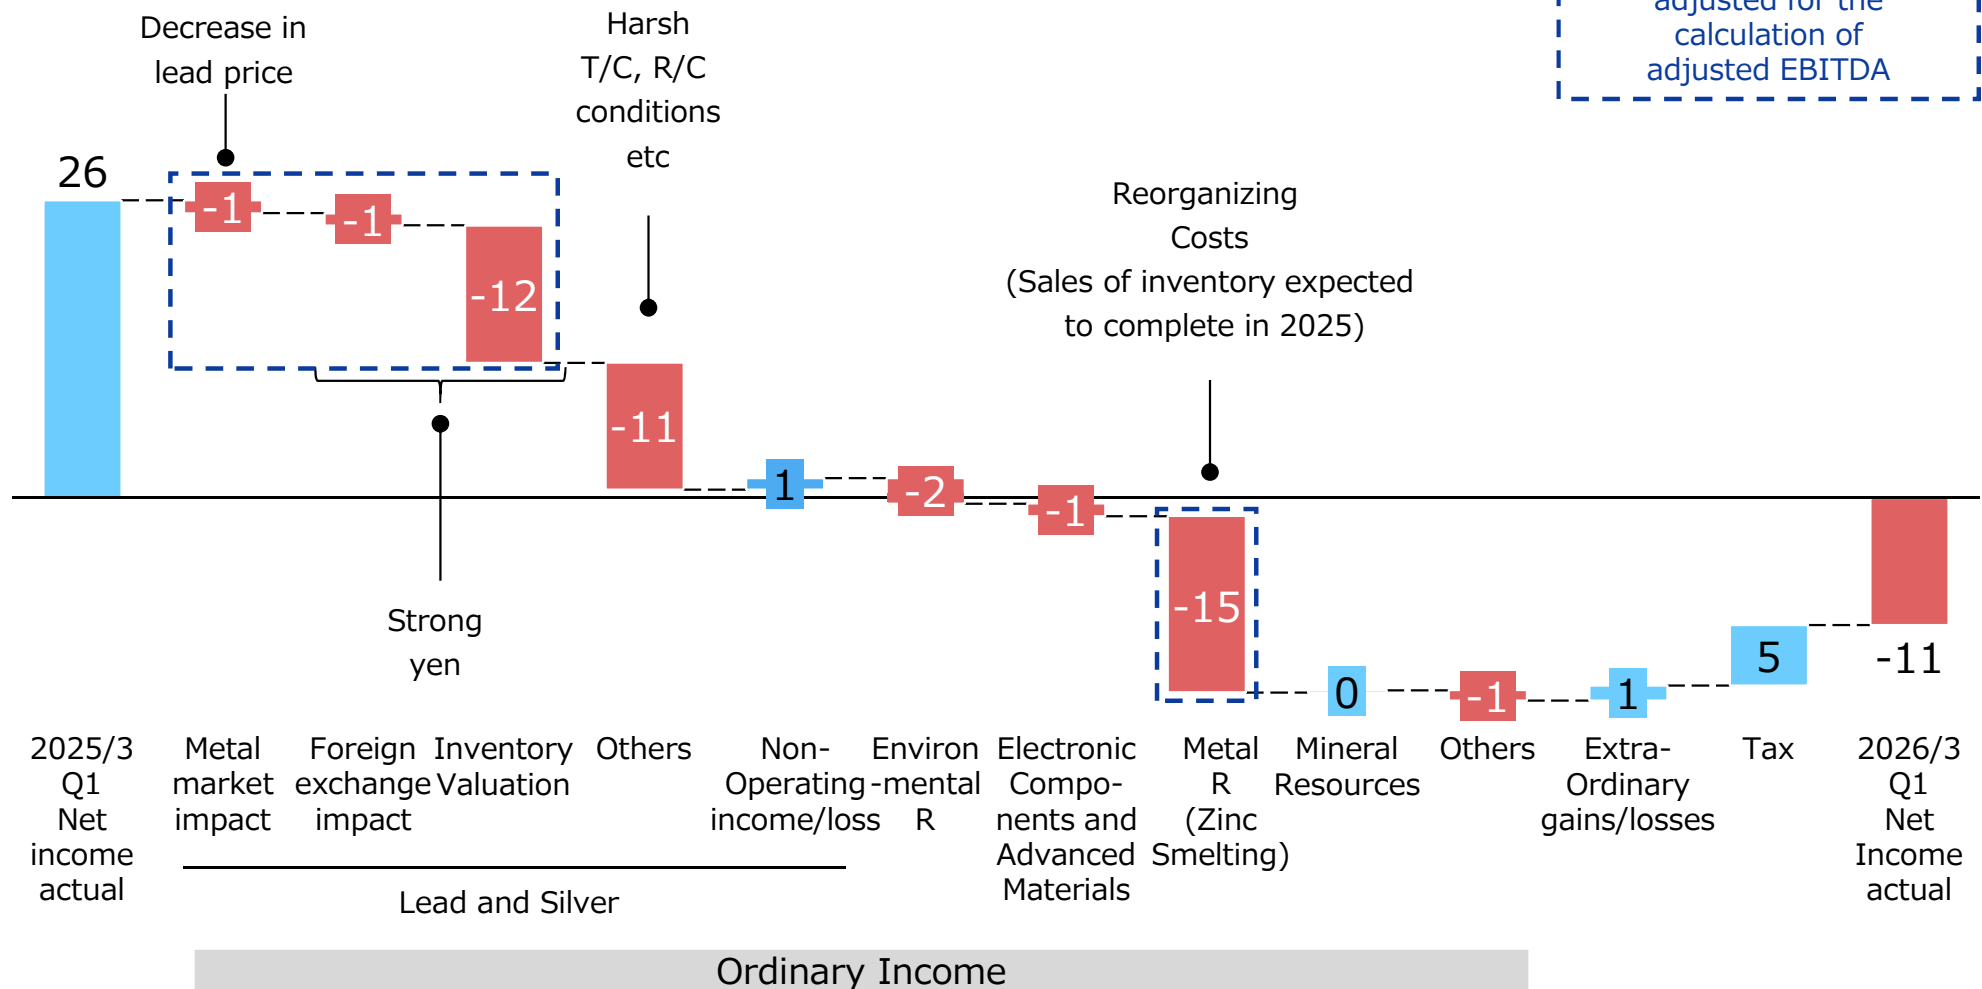 adjusted for the
calculation of
adjusted EBITDA
Decrease in
lead price
Harsh
T/C, R/C
conditions
etc
Reorganizing
Costs
(Sales of inventory expected
to complete in 2025)
Strong
yen
26
-1
-1
-12
-11
1
-2
-1
-15
0
-1
1
5
-11
2025/3
Q1
Net
income
actual
Metal
market
impact
Foreign
exchange
impact
Inventory
Valuation
Others
Non-
Operating
income/loss
Environ
-mental
R
Electronic
Compo-
nents and
Advanced
Materials
Metal
R
(Zinc
Smelting)
Mineral
Resources
Others
Extra-
Ordinary
gains/losses
Tax
2026/3
Q1
Net
Income
actual
Lead and Silver
Ordinary Income